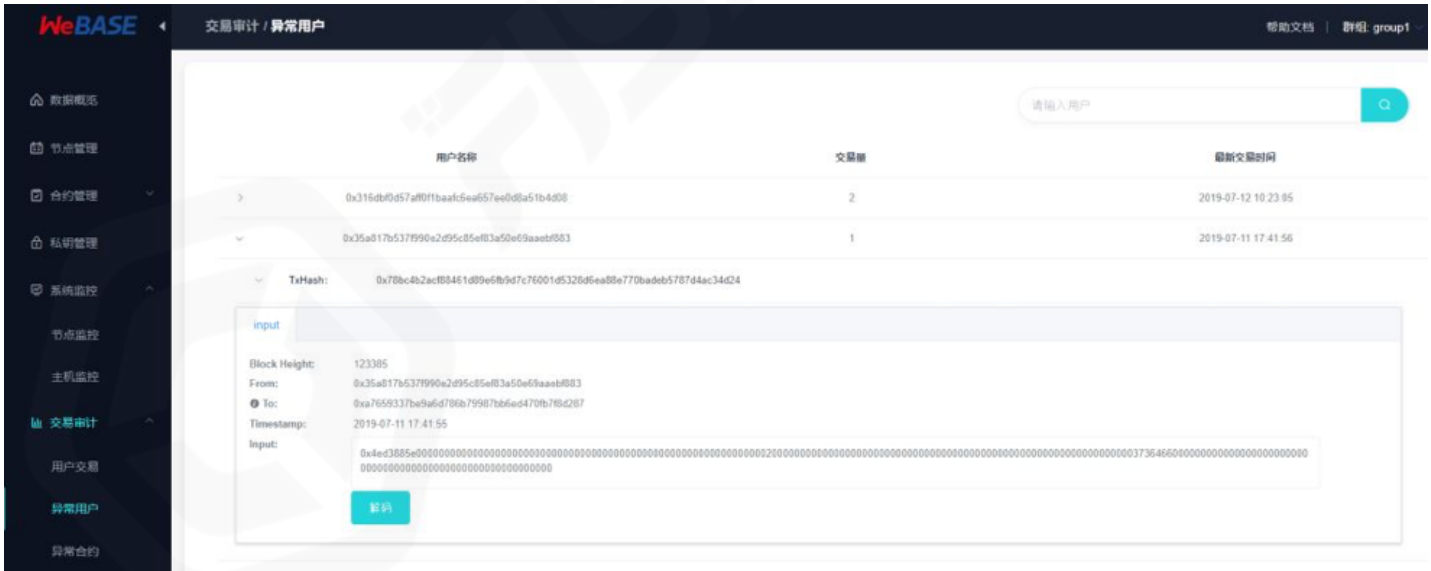 WeBASE
交易审计 / 异常用户
帮助文档 | 群组: group1
数据概览
节点管理
合约管理
私钥管理
系统监控
节点监控
主机监控
交易审计
用户交易
异常用户
异常合约
请输入用户
用户名称 交易量 最新交易时间
0x316dbf0d57aff0f1baafc6ea657ee0d8a51b4d08 2 2019-07-12 10:23:05
0x35a817b537f990e2d95c85ef83a50e69aaebf883 1 2019-07-11 17:41:56
TxHash: 0x78bc4b2acf88461d89e6fb9d7c76001d5328d6ea88e770badeb5787d4ac34d24
input
Block Height: 123385
From: 0x35a817b537f990e2d95c85ef83a50e69aaebf883
To: 0xa7659337be9a6d786b79987bb6ed470fb7f8d287
Timestamp: 2019-07-11 17:41:55
Input:
解码